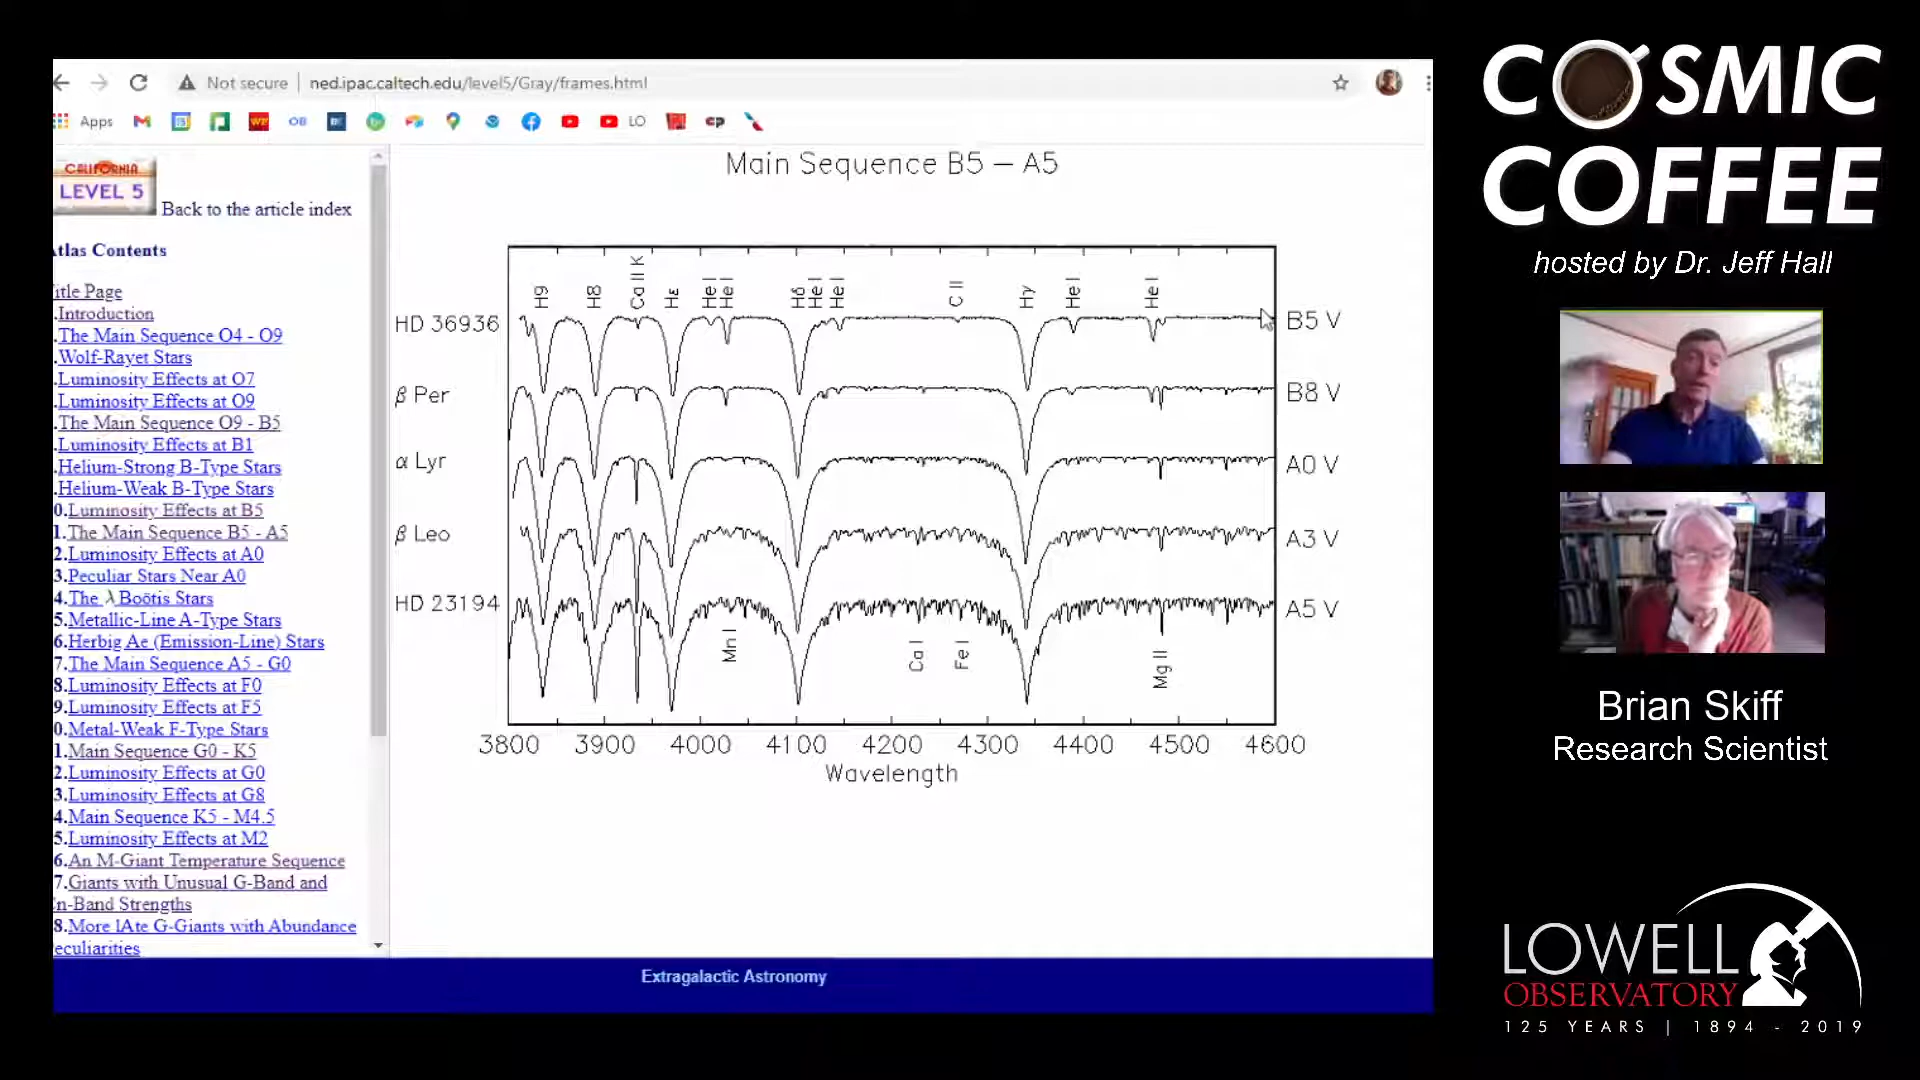 Not secure | ned.ipac.caltech.edu/level5/Gray/frames.html
Apps
LO
CALIFORNIA
LEVEL 5
Back to the article index
tlas Contents
itle Page
.Introduction
.The Main Sequence O4 - O9
.Wolf-Rayet Stars
.Luminosity Effects at O7
.Luminosity Effects at O9
.The Main Sequence O9 - B5
.Luminosity Effects at B1
.Helium-Strong B-Type Stars
.Helium-Weak B-Type Stars
0.Luminosity Effects at B5
1.The Main Sequence B5 - A5
2.Luminosity Effects at A0
3.Peculiar Stars Near A0
4.The λ Boötis Stars
5.Metallic-Line A-Type Stars
6.Herbig Ae (Emission-Line) Stars
7.The Main Sequence A5 - G0
8.Luminosity Effects at F0
9.Luminosity Effects at F5
0.Metal-Weak F-Type Stars
1.Main Sequence G0 - K5
2.Luminosity Effects at G0
3.Luminosity Effects at G8
4.Main Sequence K5 - M4.5
5.Luminosity Effects at M2
6.An M-Giant Temperature Sequence
7.Giants with Unusual G-Band and
n-Band Strengths
8.More lAte G-Giants with Abundance
eculiarities
Main Sequence B5 – A5
H9 H8 Ca II K Hε He I He I Hδ He I He I C II Hγ He I He I
HD 36936 B5 V
β Per B8 V
α Lyr A0 V
β Leo A3 V
HD 23194 A5 V
Mn I Ca I Fe I Mg II
3800 3900 4000 4100 4200 4300 4400 4500 4600
Wavelength
Extragalactic Astronomy
COSMIC
COFFEE
hosted by Dr. Jeff Hall
Brian Skiff
Research Scientist
LOWELL
OBSERVATORY
125 YEARS | 1894 - 2019